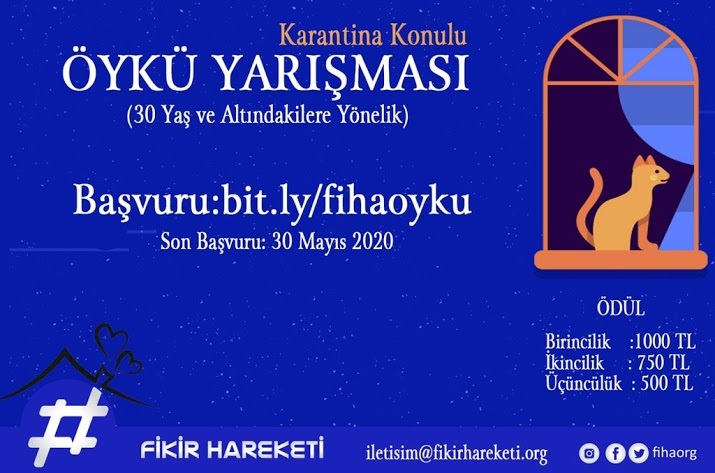 Karantina Konulu
ÖYKÜ YARIŞMASI
(30 Yaş ve Altındakilere Yönelik)
Başvuru:bit.ly/fihaoyku
Son Başvuru: 30 Mayıs 2020
ÖDÜL
Birincilik :1000 TL
İkincilik : 750 TL
Üçüncülük : 500 TL
#
FİKİR HAREKETİ
iletisim@fikirhareketi.org
fihaorg